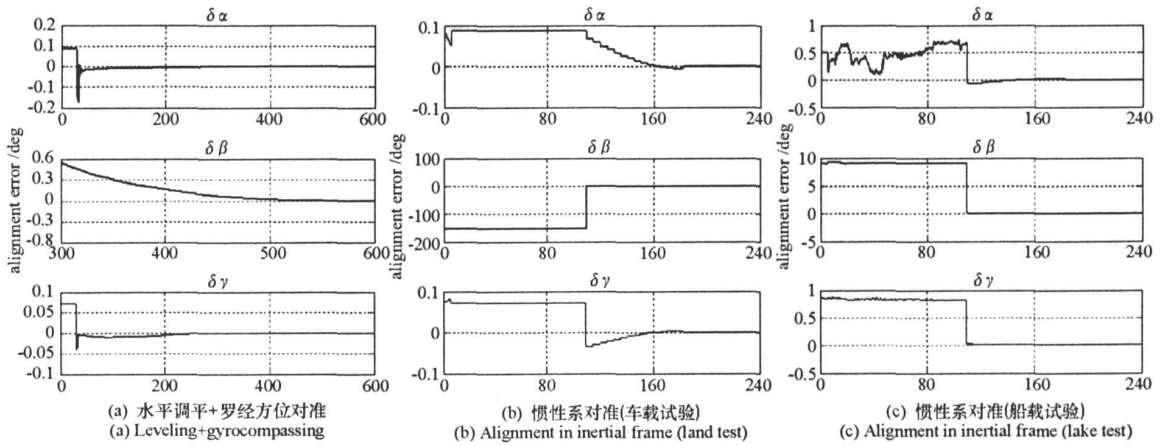 δα
0.2
0.1
0
-0.1
-0.2
0 200 400 600
δβ
0.6
0.3
0
-0.3
-0.8
300 400 500 600
δγ
0.1
0.05
0
-0.05
-0.1
0 200 400 600
alignment error /deg
(a) 水平调平+罗经方位对准
(a) Leveling+gyrocompassing
δα
0.1
0
0.1
0 80 160 240
δβ
100
0
-100
-200
0 80 160 240
δγ
0.1
0
0.1
0 80 160 240
alignment error /deg
(b) 惯性系对准(车载试验)
(b) Alignment in inertial frame (land test)
δα
1
0.5
0
-0.5
0 80 160 240
δβ
10
5
0
-5
0 80 160 240
δγ
1
0.5
0
-0.5
0 80 160 240
alignment error /deg
(c) 惯性系对准(船载试验)
(c) Alignment in inertial frame (lake test)